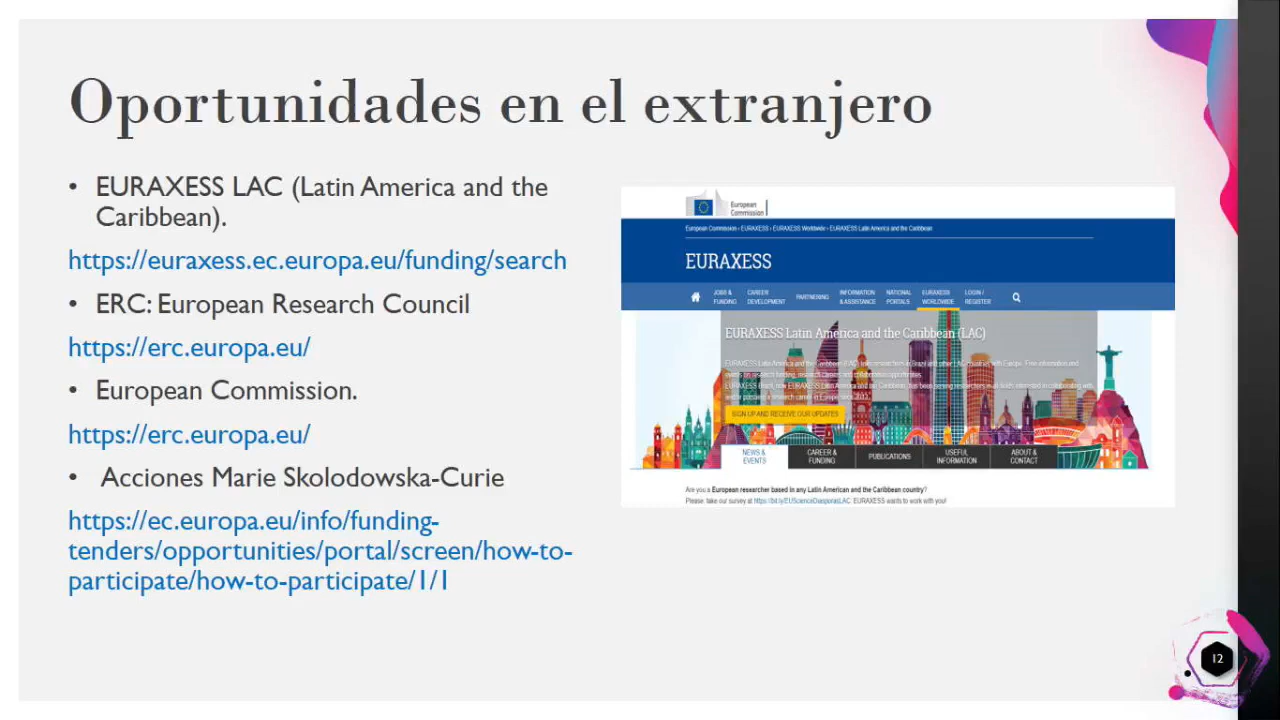 Oportunidades en el extranjero
• EURAXESS LAC (Latin America and the
Caribbean).
https://euraxess.ec.europa.eu/funding/search
• ERC: European Research Council
https://erc.europa.eu/
• European Commission.
https://erc.europa.eu/
• Acciones Marie Skolodowska-Curie
https://ec.europa.eu/info/funding-
tenders/opportunities/portal/screen/how-to-
participate/how-to-participate/1/1
European
Commission
European Commission › EURAXESS › EURAXESS Worldwide › EURAXESS Latin America and the Caribbean
EURAXESS
JOBS &
FUNDING
CAREER
DEVELOPMENT
PARTNERING
INFORMATION
& ASSISTANCE
NATIONAL
PORTALS
EURAXESS
WORLDWIDE
LOGIN /
REGISTER
EURAXESS Latin America and the Caribbean (LAC)
SIGN UP AND RECEIVE OUR UPDATES
NEWS &
EVENTS
CAREER &
FUNDING
PUBLICATIONS
USEFUL
INFORMATION
ABOUT &
CONTACT
Are you a European researcher based in any Latin American and the Caribbean country?
Please, take our survey at https://bit.ly/EUScienceDiasporasLAC. EURAXESS wants to work with you!
12